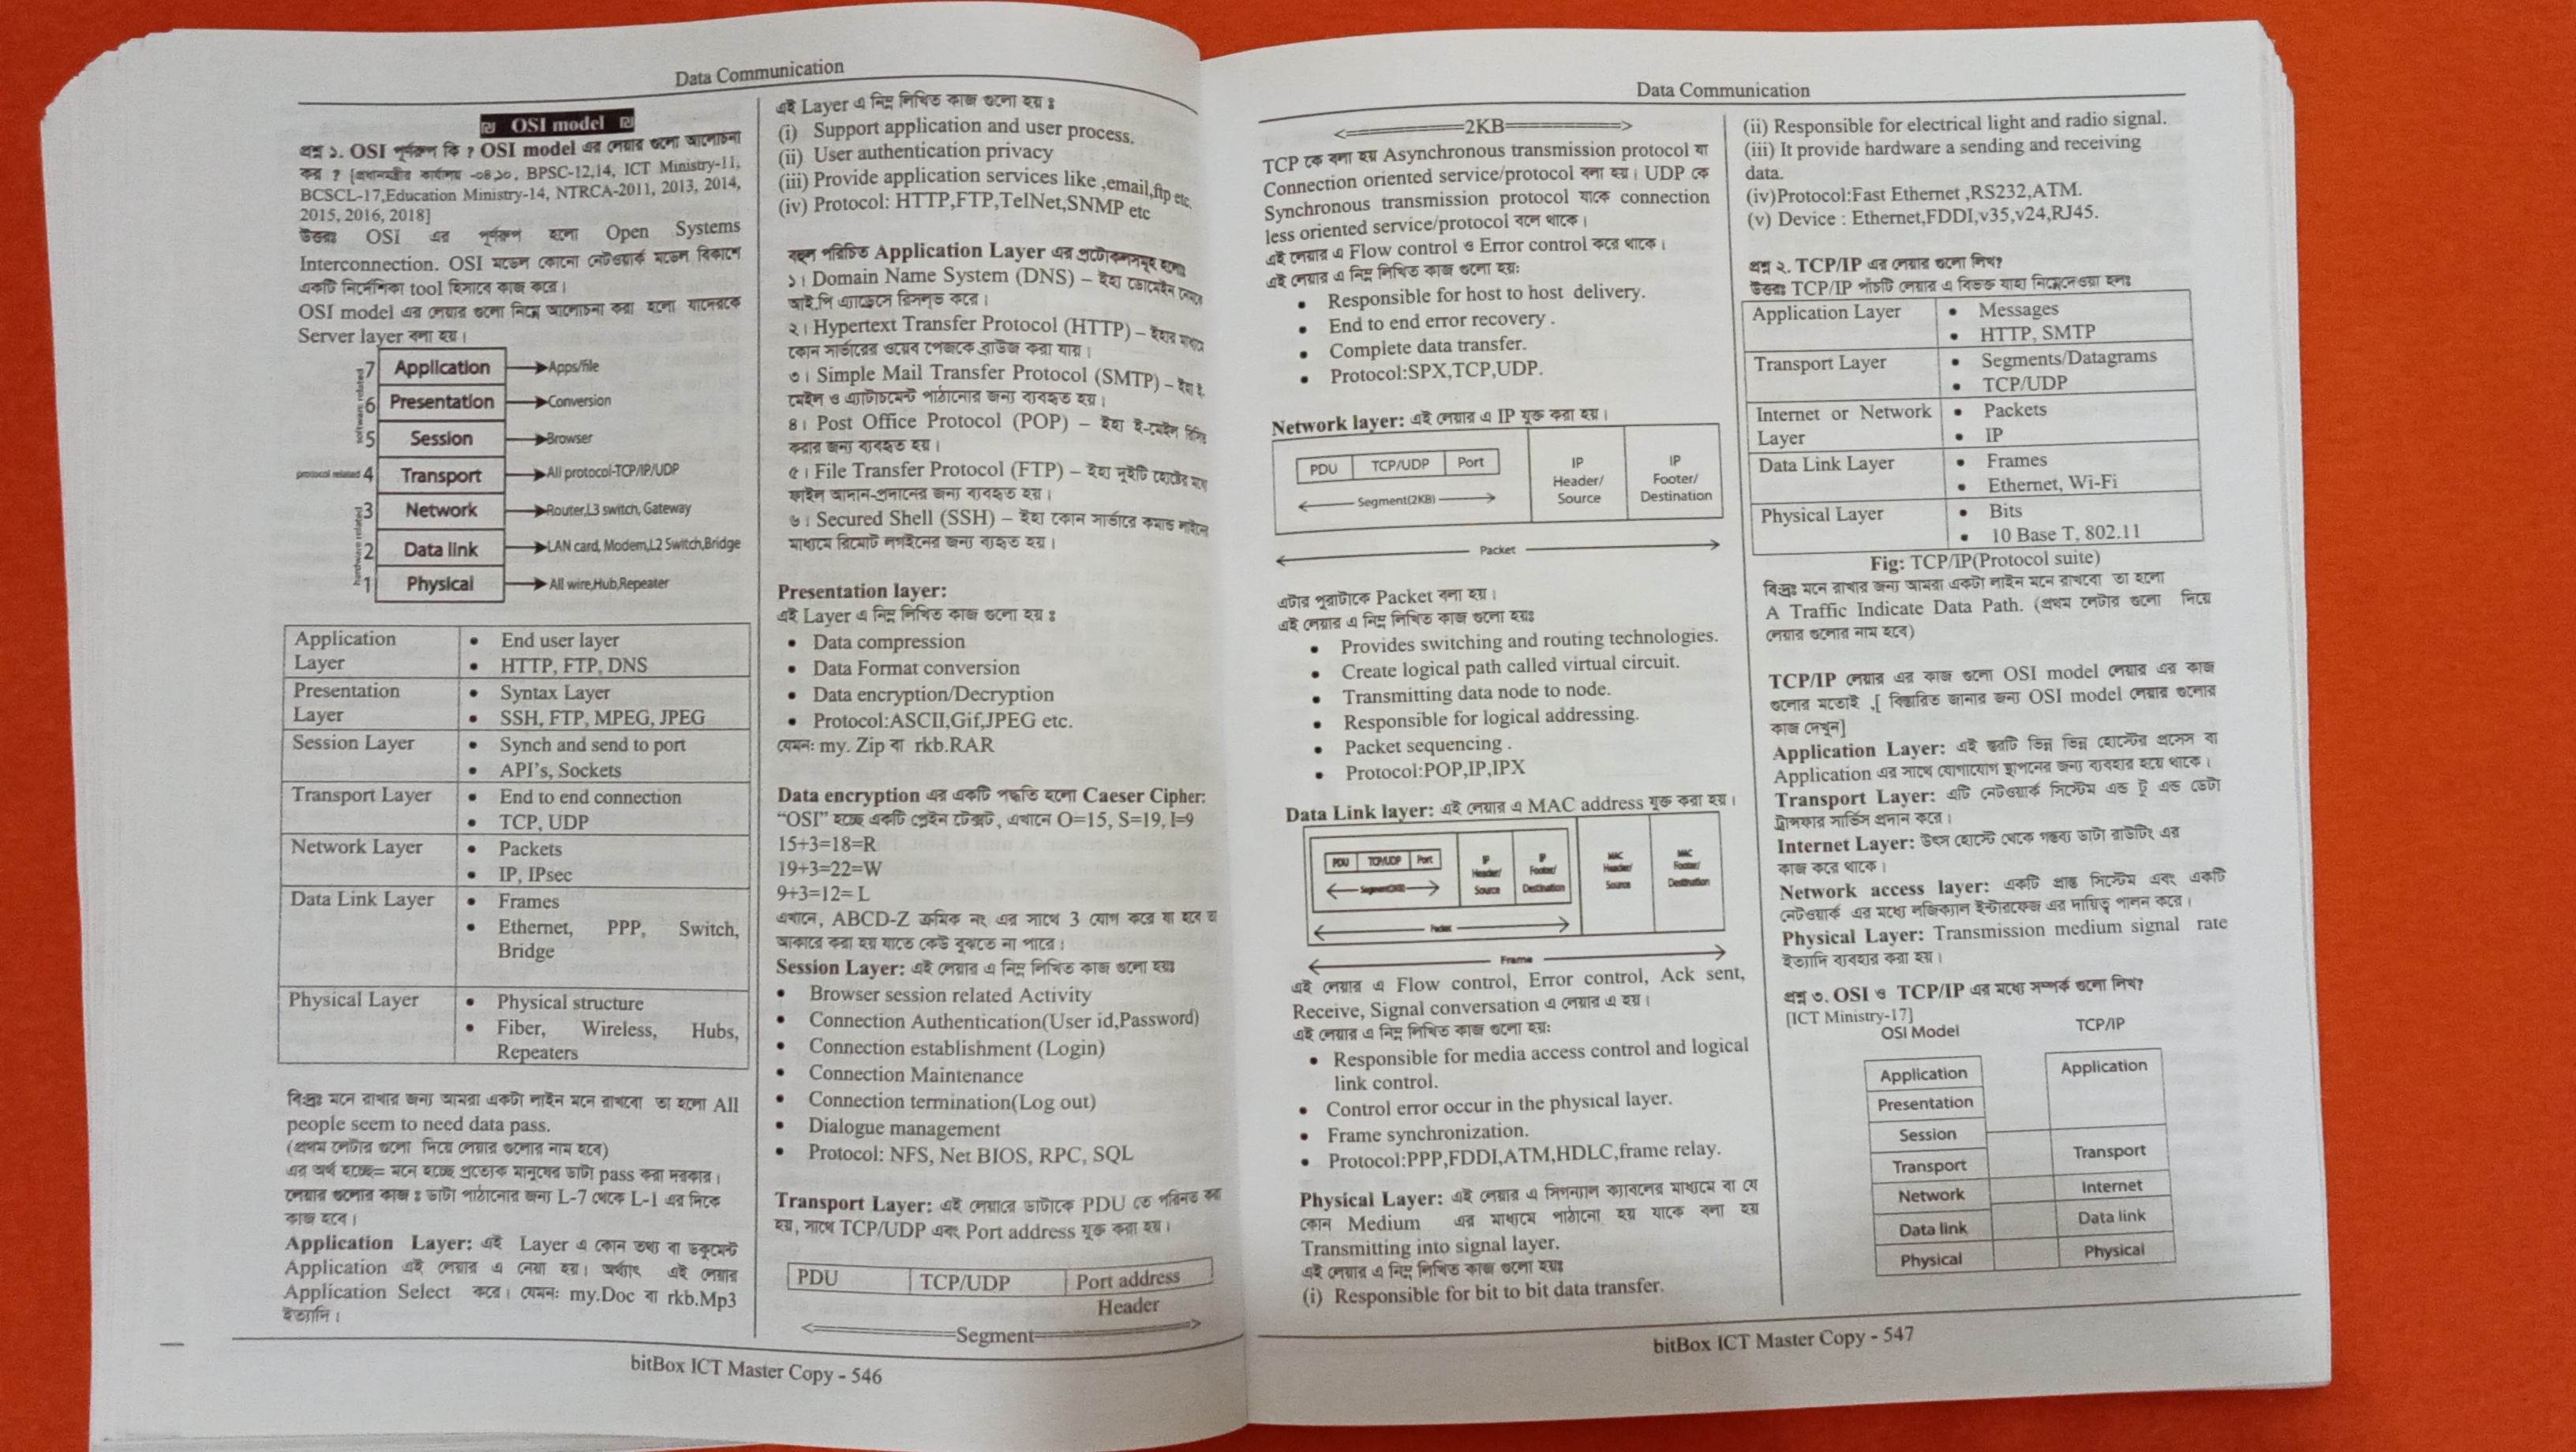 Data Communication
OSI model
প্রশ্ন ১. OSI পূর্ণরূপ কি ? OSI model এর লেয়ার গুলো আলোচনা
কর ? [প্রধানমন্ত্রীর কার্যালয় -০৪,১০, BPSC-12,14, ICT Ministry-11,
BCSCL-17,Education Ministry-14, NTRCA-2011, 2013, 2014,
2015, 2016, 2018]
উত্তরঃ OSI এর পূর্ণরূপ হলো Open Systems
Interconnection. OSI মডেল কোনো নেটওয়ার্ক মডেল বিকাশে
একটি নির্দেশিকা tool হিসাবে কাজ করে।
OSI model এর লেয়ার গুলো নিম্নে আলোচনা করা হলো যাদেরকে
Server layer বলা হয়।
software related
protocol related
hardware related
7 Application Apps/file
6 Presentation Conversion
5 Session Browser
4 Transport All protocol-TCP/IP/UDP
3 Network Router,L3 switch, Gateway
2 Data link LAN card, Modem,L2 Switch,Bridge
1 Physical All wire,Hub,Repeater
Application • End user layer
Layer • HTTP, FTP, DNS
Presentation • Syntax Layer
Layer • SSH, FTP, MPEG, JPEG
Session Layer • Synch and send to port
• API's, Sockets
Transport Layer • End to end connection
• TCP, UDP
Network Layer • Packets
• IP, IPsec
Data Link Layer • Frames
• Ethernet, PPP, Switch,
Bridge
Physical Layer • Physical structure
• Fiber, Wireless, Hubs,
Repeaters
বিঃদ্রঃ মনে রাখার জন্য আমরা একটা লাইন মনে রাখবো তা হলো All
people seem to need data pass.
(প্রথম লেটার গুলো দিয়ে লেয়ার গুলোর নাম হবে)
এর অর্থ হচ্ছে= মনে হচ্ছে প্রত্যেক মানুষের ডাটা pass করা দরকার।
লেয়ার গুলোর কাজ ঃ ডাটা পাঠানোর জন্য L-7 থেকে L-1 এর দিকে
কাজ হবে।
Application Layer: এই Layer এ কোন তথ্য বা ডকুমেন্ট
Application এই লেয়ার এ নেয়া হয়। অর্থ্যাৎ এই লেয়ার
Application Select করে। যেমনঃ my.Doc বা rkb.Mp3
ইত্যাদি।
এই Layer এ নিম্ন লিখিত কাজ গুলো হয় ঃ
(i) Support application and user process.
(ii) User authentication privacy
(iii) Provide application services like ,email,ftp etc.
(iv) Protocol: HTTP,FTP,TelNet,SNMP etc
বহুল পরিচিত Application Layer এর প্রটোকলসমূহ হলোঃ
১। Domain Name System (DNS) – ইহা ডোমেইন নেমকে
আই.পি এ্যাড্রেসে রিসলভ করে।
২। Hypertext Transfer Protocol (HTTP) – ইহার মাধ্যমে
কোন সার্ভারের ওয়েব পেজকে ব্রাউজ করা যায়।
৩। Simple Mail Transfer Protocol (SMTP) – ইহা ই-
মেইল ও এ্যাটাচমেন্ট পাঠানোর জন্য ব্যবহৃত হয়।
৪। Post Office Protocol (POP) – ইহা ই-মেইল রিসিভ
করার জন্য ব্যবহৃত হয়।
৫। File Transfer Protocol (FTP) – ইহা দুইটি হোস্টের মধ্যে
ফাইল আদান-প্রদানের জন্য ব্যবহৃত হয়।
৬। Secured Shell (SSH) – ইহা কোন সার্ভারে কমান্ড লাইনের
মাধ্যমে রিমোট লগইনের জন্য ব্যহৃত হয়।
Presentation layer:
এই Layer এ নিম্ন লিখিত কাজ গুলো হয় ঃ
• Data compression
• Data Format conversion
• Data encryption/Decryption
• Protocol:ASCII,Gif,JPEG etc.
যেমনঃ my. Zip বা rkb.RAR
Data encryption এর একটি পদ্ধতি হলো Caeser Cipher:
"OSI" হচ্ছে একটি প্লেইন টেক্সট, এখানে O=15, S=19, I=9
15+3=18=R
19+3=22=W
9+3=12= L
এখানে, ABCD-Z ক্রমিক নং এর সাথে 3 যোগ করে যা হবে তা
আকারে করা হয় যাতে কেউ বুঝতে না পারে।
Session Layer: এই লেয়ার এ নিম্ন লিখিত কাজ গুলো হয়ঃ
• Browser session related Activity
• Connection Authentication(User id,Password)
• Connection establishment (Login)
• Connection Maintenance
• Connection termination(Log out)
• Dialogue management
• Protocol: NFS, Net BIOS, RPC, SQL
Transport Layer: এই লেয়ারে ডাটাকে PDU তে পরিনত করা
হয়, সাথে TCP/UDP এবং Port address যুক্ত করা হয়।
PDU TCP/UDP Port address
Header
Segment
bitBox ICT Master Copy - 546
Data Communication
2KB
TCP কে বলা হয় Asynchronous transmission protocol যা
Connection oriented service/protocol বলা হয়। UDP কে
Synchronous transmission protocol যাকে connection
less oriented service/protocol বলে থাকে।
এই লেয়ার এ Flow control ও Error control করে থাকে।
এই লেয়ার এ নিম্ন লিখিত কাজ গুলো হয়ঃ
• Responsible for host to host delivery.
• End to end error recovery .
• Complete data transfer.
• Protocol:SPX,TCP,UDP.
Network layer: এই লেয়ার এ IP যুক্ত করা হয়।
PDU TCP/UDP Port
Segment(2KB)
IP Header/ Source
IP Footer/ Destination
Packet
এটার পুরাটাকে Packet বলা হয়।
এই লেয়ার এ নিম্ন লিখিত কাজ গুলো হয়ঃ
• Provides switching and routing technologies.
• Create logical path called virtual circuit.
• Transmitting data node to node.
• Responsible for logical addressing.
• Packet sequencing .
• Protocol:POP,IP,IPX
Data Link layer: এই লেয়ার এ MAC address যুক্ত করা হয়।
PDU TCP/UDP Port
Segment(2KB)
IP Header/ Source
IP Footer/ Destination
MAC Header/ Source
MAC Footer/ Destination
Packet
Frame
এই লেয়ার এ Flow control, Error control, Ack sent,
Receive, Signal conversation এ লেয়ার এ হয়।
এই লেয়ার এ নিম্ন লিখিত কাজ গুলো হয়ঃ
• Responsible for media access control and logical
link control.
• Control error occur in the physical layer.
• Frame synchronization.
• Protocol:PPP,FDDI,ATM,HDLC,frame relay.
Physical Layer: এই লেয়ার এ সিগন্যাল ক্যাবলের মাধ্যমে বা যে
কোন Medium এর মাধ্যমে পাঠানো হয় যাকে বলা হয়
Transmitting into signal layer.
এই লেয়ার এ নিম্ন লিখিত কাজ গুলো হয়ঃ
(i) Responsible for bit to bit data transfer.
(ii) Responsible for electrical light and radio signal.
(iii) It provide hardware a sending and receiving
data.
(iv)Protocol:Fast Ethernet ,RS232,ATM.
(v) Device : Ethernet,FDDI,v35,v24,RJ45.
প্রশ্ন ২. TCP/IP এর লেয়ার গুলো লিখ?
উত্তরঃ TCP/IP পাঁচটি লেয়ার এ বিভক্ত যাহা নিম্নেদেওয়া হলঃ
Application Layer • Messages
• HTTP, SMTP
Transport Layer • Segments/Datagrams
• TCP/UDP
Internet or Network • Packets
Layer • IP
Data Link Layer • Frames
• Ethernet, Wi-Fi
Physical Layer • Bits
• 10 Base T, 802.11
Fig: TCP/IP(Protocol suite)
বিঃদ্রঃ মনে রাখার জন্য আমরা একটা লাইন মনে রাখবো তা হলো
A Traffic Indicate Data Path. (প্রথম লেটার গুলো দিয়ে
লেয়ার গুলোর নাম হবে)
TCP/IP লেয়ার এর কাজ গুলো OSI model লেয়ার এর কাজ
গুলোর মতোই ,[ বিস্তারিত জানার জন্য OSI model লেয়ার গুলোর
কাজ দেখুন]
Application Layer: এই স্তরটি ভিন্ন ভিন্ন হোস্টের প্রসেস বা
Application এর সাথে যোগাযোগ স্থাপনের জন্য ব্যবহার হয়ে থাকে।
Transport Layer: এটি নেটওয়ার্ক সিস্টেম এন্ড টু এন্ড ডেটা
ট্রান্সফার সার্ভিস প্রদান করে।
Internet Layer: উৎস হোস্টে থেকে গন্তব্য ডাটা রাউটিং এর
কাজ করে থাকে।
Network access layer: একটি প্রান্ত সিস্টেম এবং একটি
নেটওয়ার্ক এর মধ্যে লজিক্যাল ইন্টারফেজ এর দায়িত্ব পালন করে।
Physical Layer: Transmission medium signal rate
ইত্যাদি ব্যবহার করা হয়।
প্রশ্ন ৩. OSI ও TCP/IP এর মধ্যে সম্পর্ক গুলো লিখ?
[ICT Ministry-17]
OSI Model TCP/IP
Application Application
Presentation
Session
Transport Transport
Network Internet
Data link Data link
Physical Physical
bitBox ICT Master Copy - 547